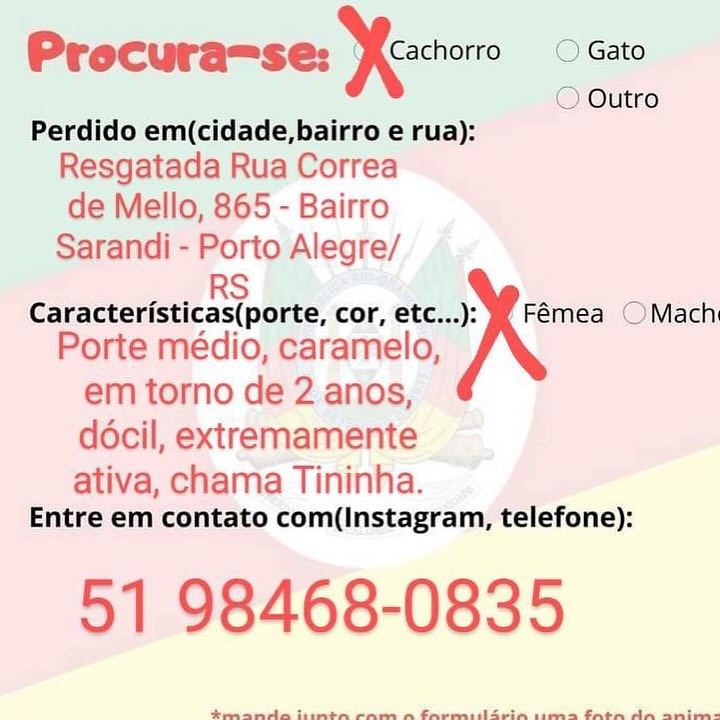 Procura-se: Cachorro Gato
Outro
Perdido em(cidade,bairro e rua):
Resgatada Rua Correa
de Mello, 865 - Bairro
Sarandi - Porto Alegre/
RS
Características(porte, cor, etc...): Fêmea Macho
Porte médio, caramelo,
em torno de 2 anos,
dócil, extremamente
ativa, chama Tininha.
Entre em contato com(Instagram, telefone):
51 98468-0835
*mande junto com o formulário uma foto do anima